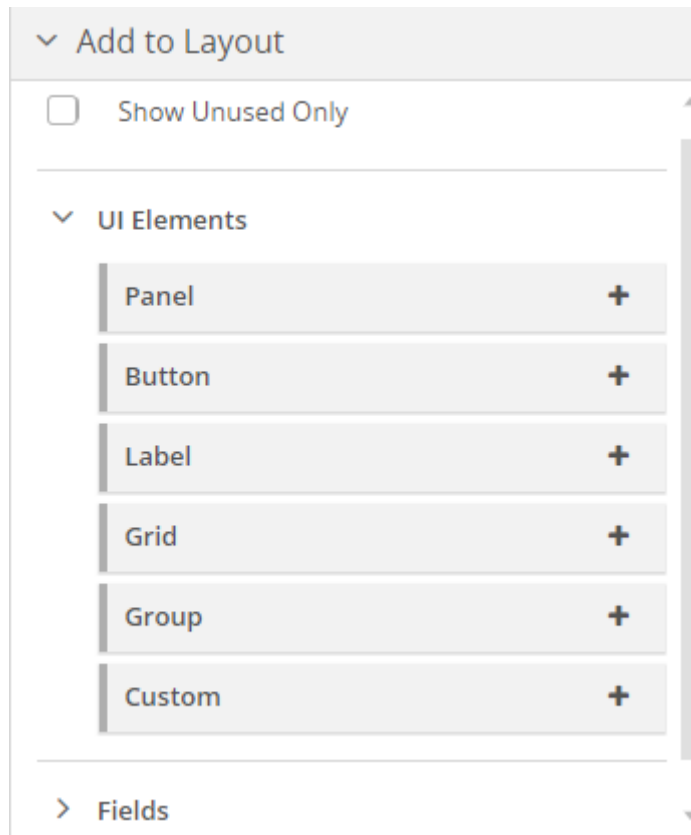 Add to Layout
Show Unused Only
UI Elements
Panel
Button
Label
Grid
Group
Custom
Fields